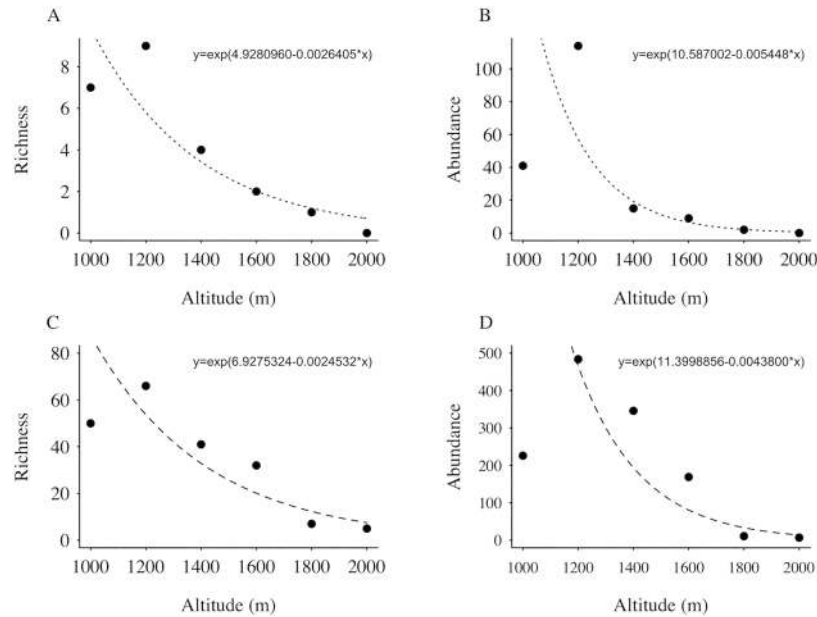 A
y=exp(4.9280960-0.0026405*x)
Richness
8
6
4
2
0
1000 1200 1400 1600 1800 2000
Altitude (m)
B
y=exp(10.587002-0.005448*x)
Abundance
100
80
60
40
20
0
1000 1200 1400 1600 1800 2000
Altitude (m)
C
y=exp(6.9275324-0.0024532*x)
Richness
80
60
40
20
0
1000 1200 1400 1600 1800 2000
Altitude (m)
D
y=exp(11.3998856-0.0043800*x)
Abundance
500
400
300
200
100
0
1000 1200 1400 1600 1800 2000
Altitude (m)